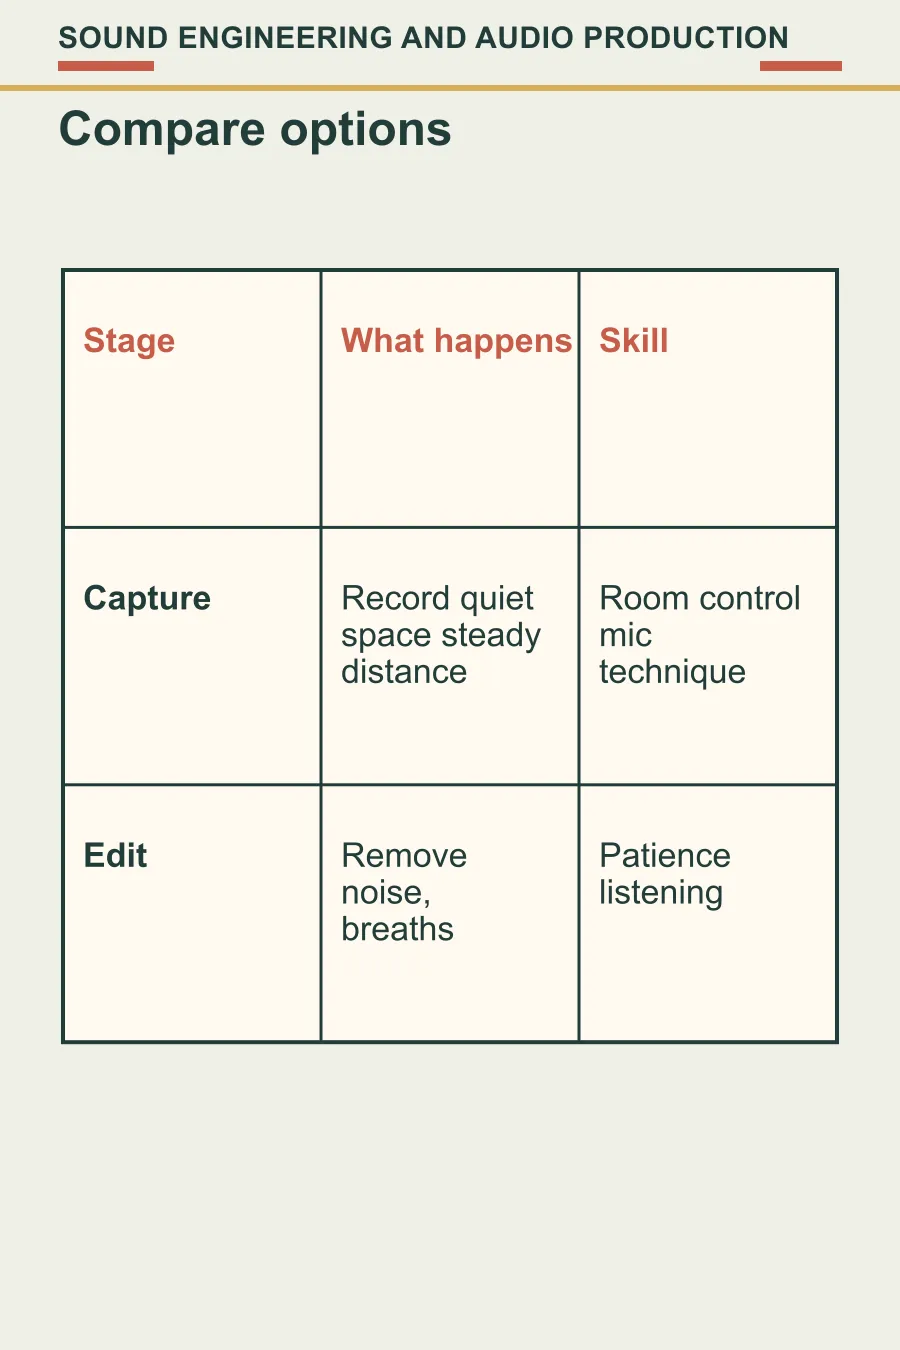 SOUND ENGINEERING AND AUDIO PRODUCTION
Compare options
Stage
What happens
Skill
Capture
Record quiet
space steady
distance
Room control
mic
technique
Edit
Remove
noise,
breaths
Patience
listening